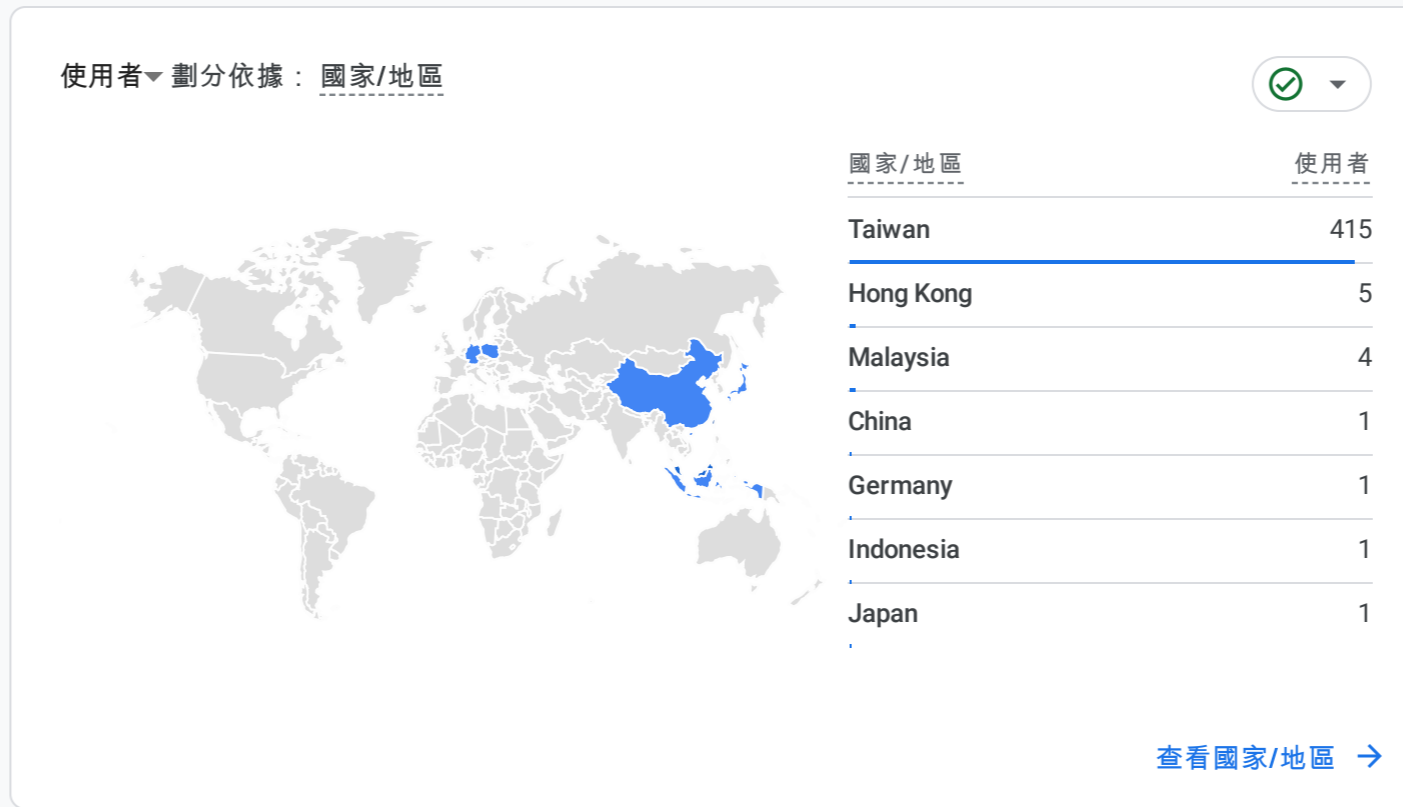 使用者 劃分依據： 國家/地區
國家/地區 使用者
Taiwan 415
Hong Kong 5
Malaysia 4
China 1
Germany 1
Indonesia 1
Japan 1
查看國家/地區